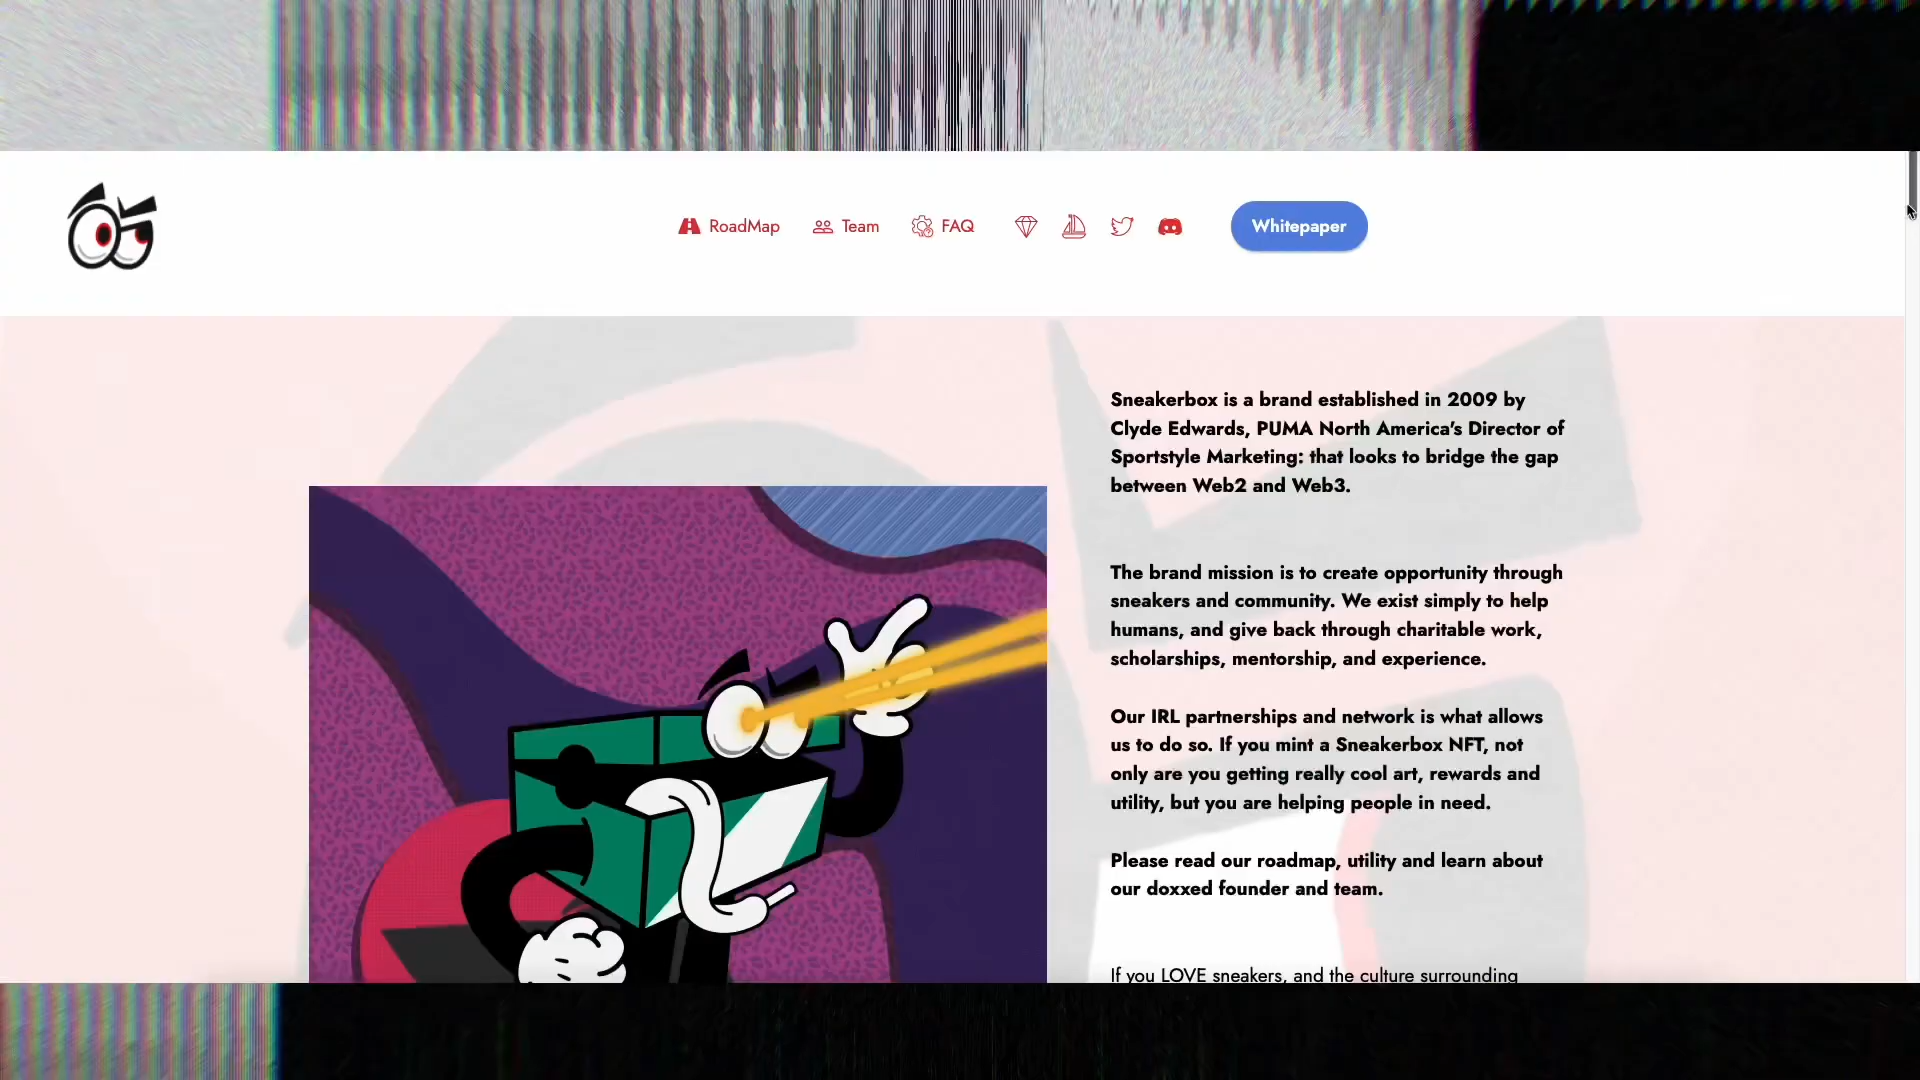 RoadMap Team FAQ Whitepaper
Sneakerbox is a brand established in 2009 by
Clyde Edwards, PUMA North America's Director of
Sportstyle Marketing: that looks to bridge the gap
between Web2 and Web3.
The brand mission is to create opportunity through
sneakers and community. We exist simply to help
humans, and give back through charitable work,
scholarships, mentorship, and experience.
Our IRL partnerships and network is what allows
us to do so. If you mint a Sneakerbox NFT, not
only are you getting really cool art, rewards and
utility, but you are helping people in need.
Please read our roadmap, utility and learn about
our doxxed founder and team.
If you LOVE sneakers, and the culture surrounding